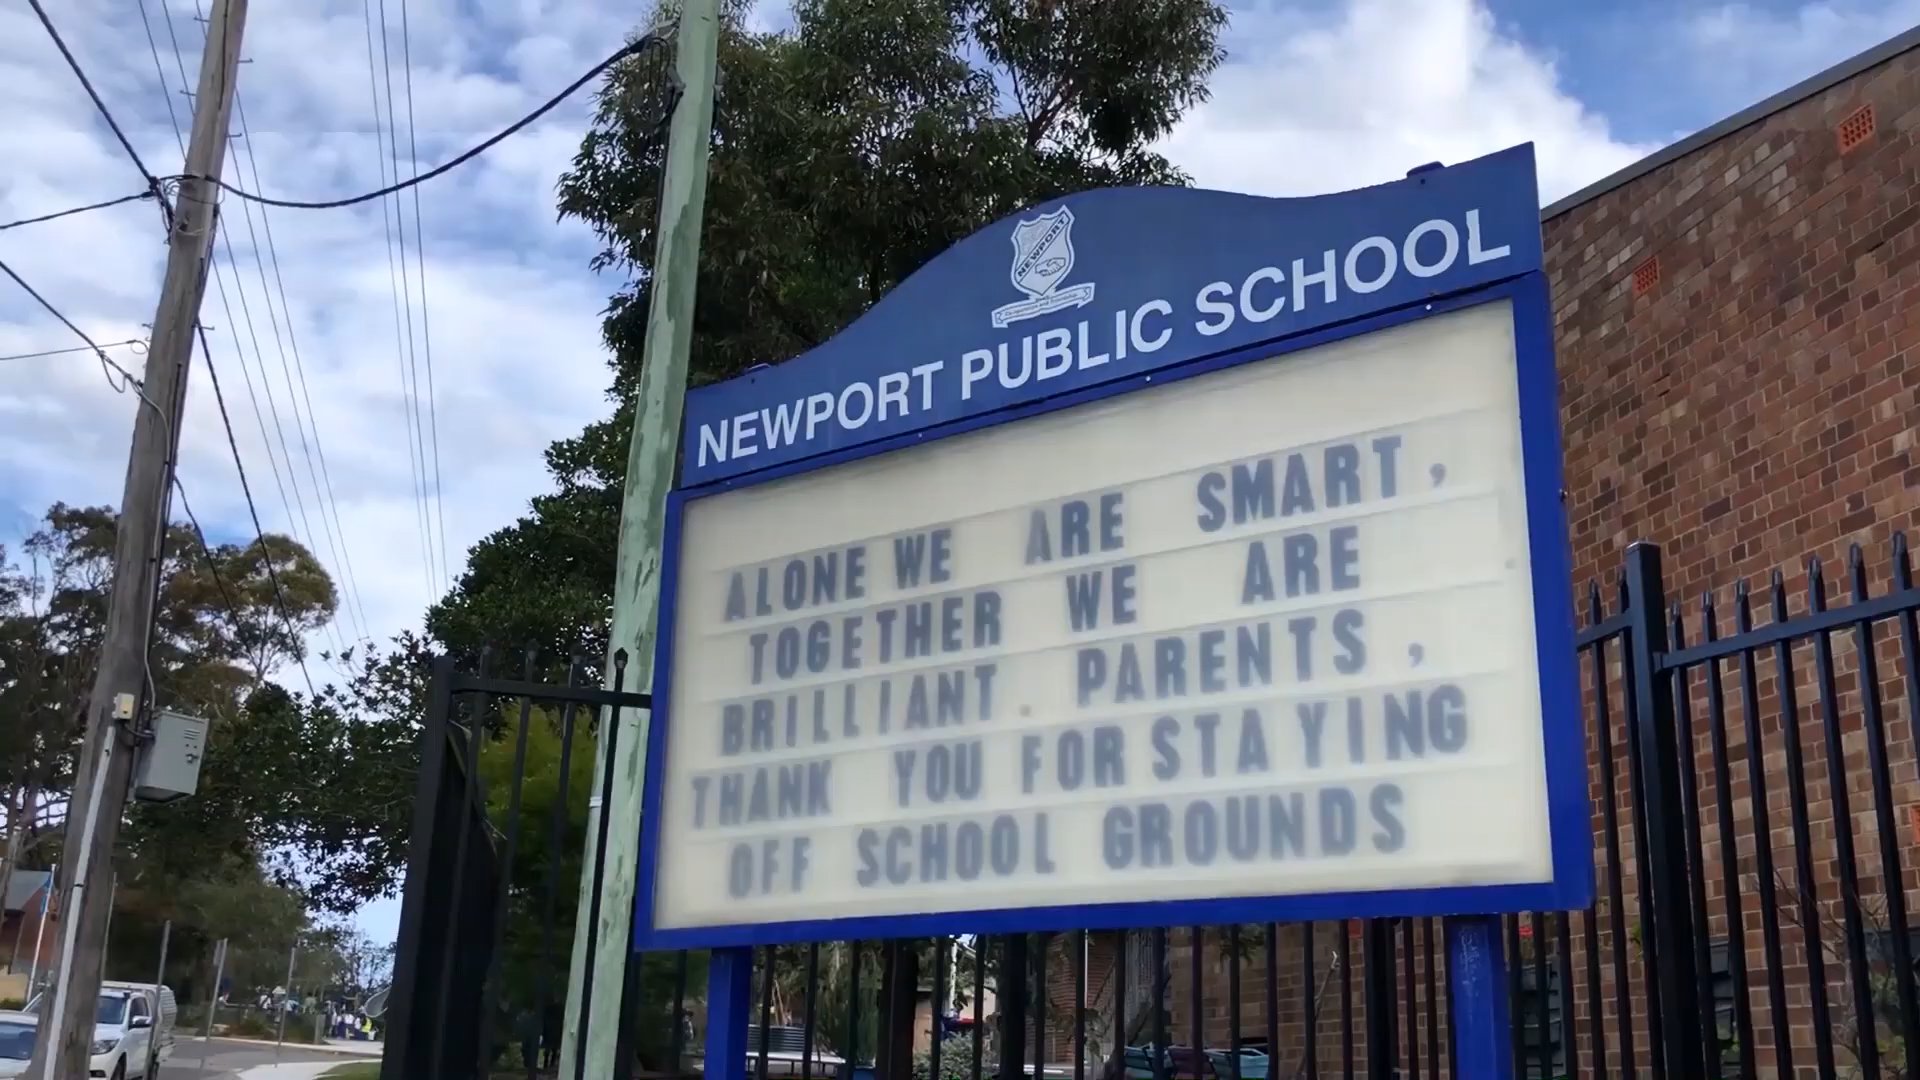 NEWPORT
NEWPORT PUBLIC SCHOOL
ALONE WE ARE SMART,
TOGETHER WE ARE
BRILLIANT. PARENTS,
THANK YOU FOR STAYING
OFF SCHOOL GROUNDS